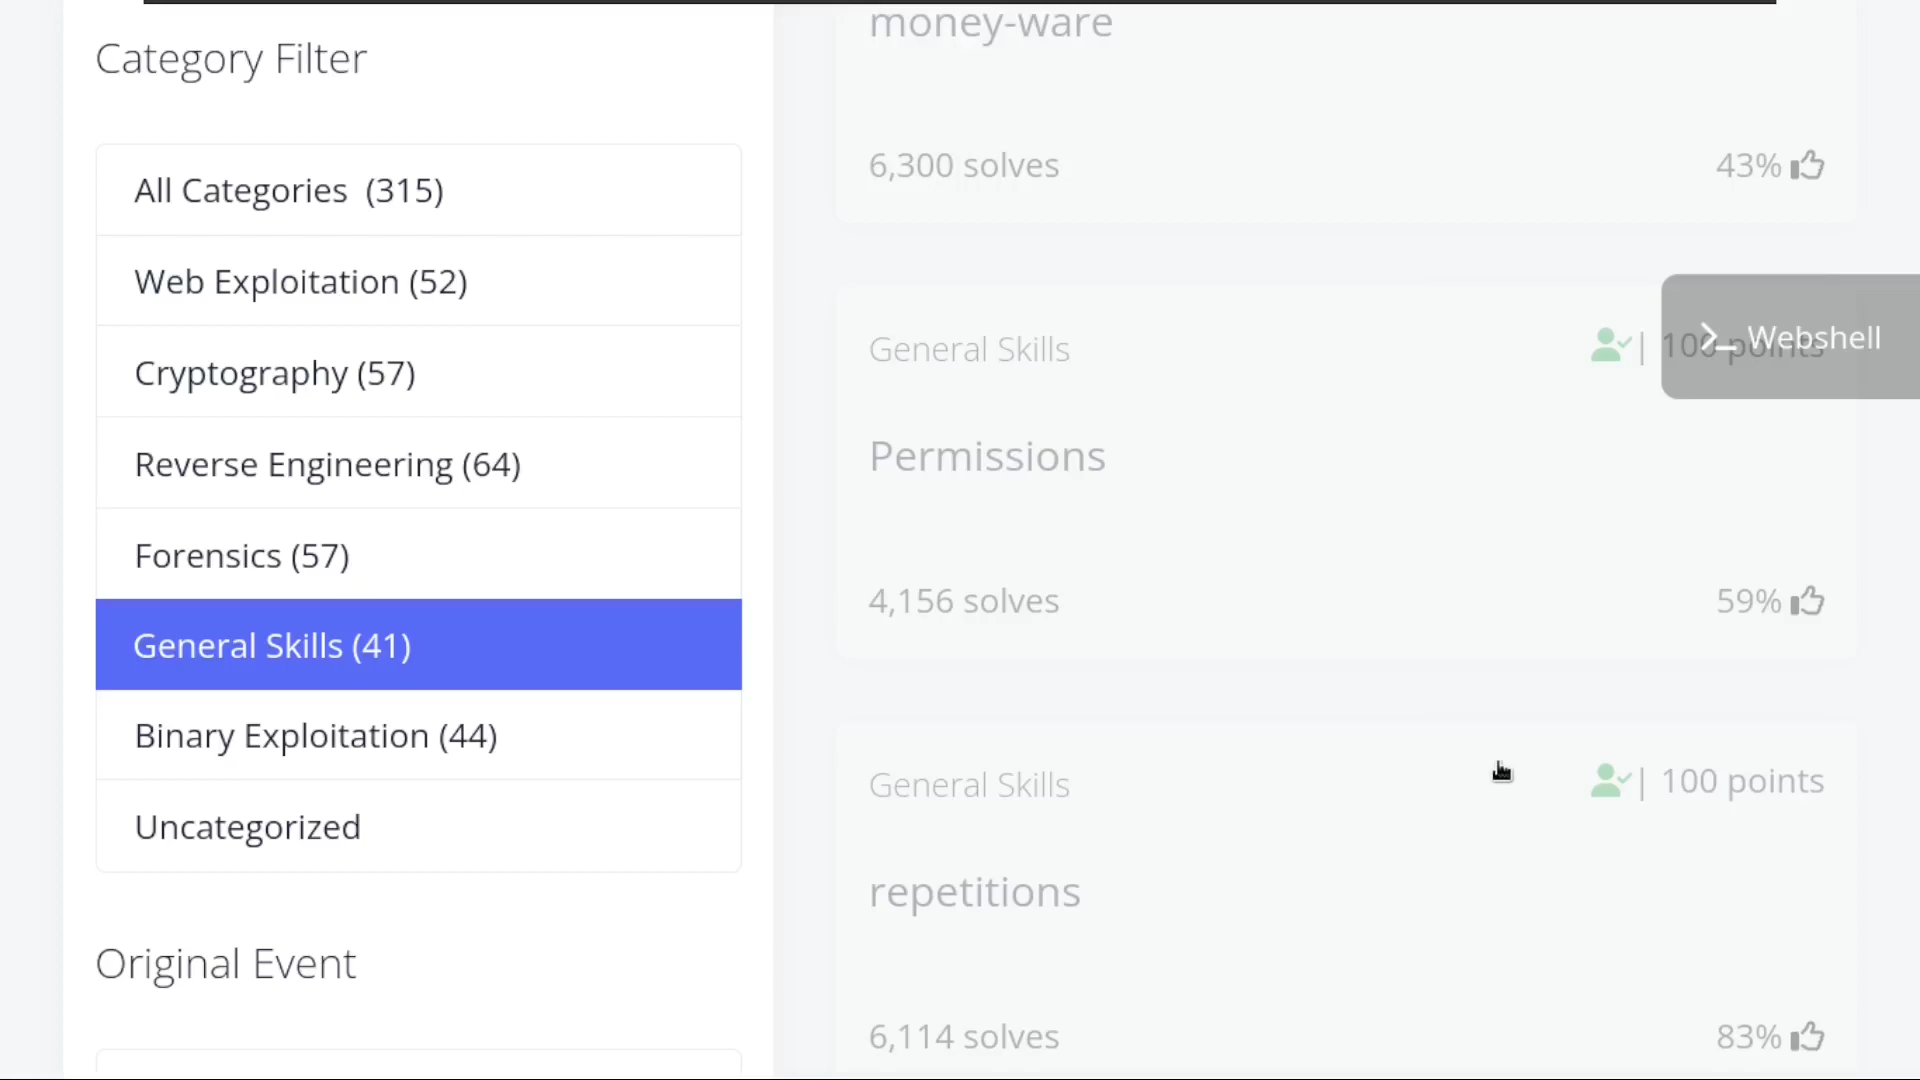 Category Filter
All Categories (315)
Web Exploitation (52)
Cryptography (57)
Reverse Engineering (64)
Forensics (57)
General Skills (41)
Binary Exploitation (44)
Uncategorized
Original Event
money-ware
6,300 solves
43%
General Skills
| 100 points
>_ Webshell
Permissions
4,156 solves
59%
General Skills
| 100 points
repetitions
6,114 solves
83%